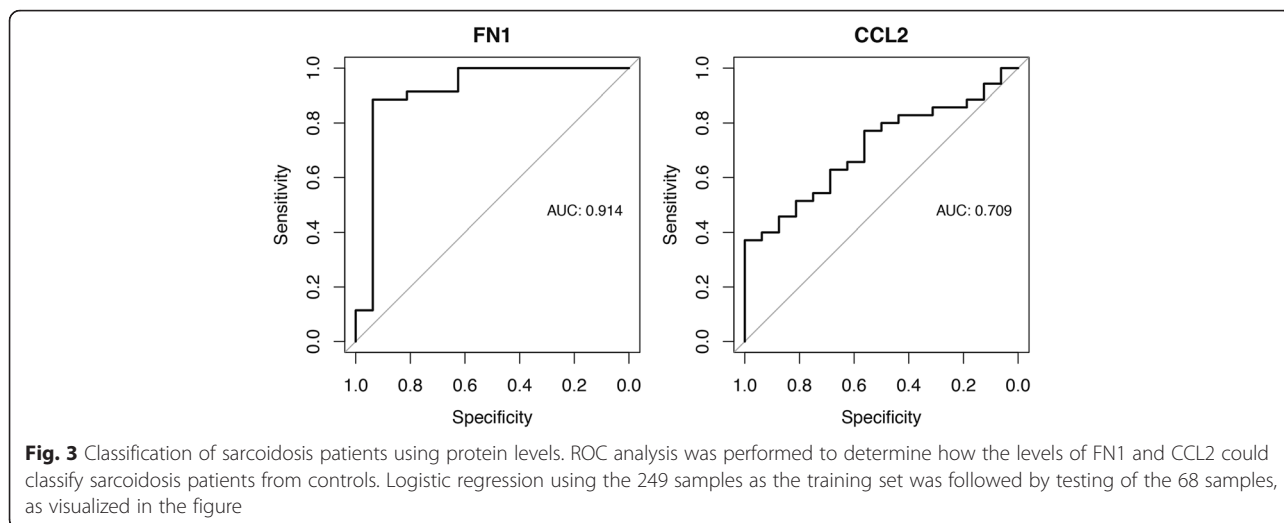 FN1
CCL2
Sensitivity
1.0
0.8
0.6
0.4
0.2
0.0
AUC: 0.914
1.0 0.8 0.6 0.4 0.2 0.0
Specificity
Sensitivity
1.0
0.8
0.6
0.4
0.2
0.0
AUC: 0.709
1.0 0.8 0.6 0.4 0.2 0.0
Specificity
Fig. 3 Classification of sarcoidosis patients using protein levels. ROC analysis was performed to determine how the levels of FN1 and CCL2 could
classify sarcoidosis patients from controls. Logistic regression using the 249 samples as the training set was followed by testing of the 68 samples,
as visualized in the figure